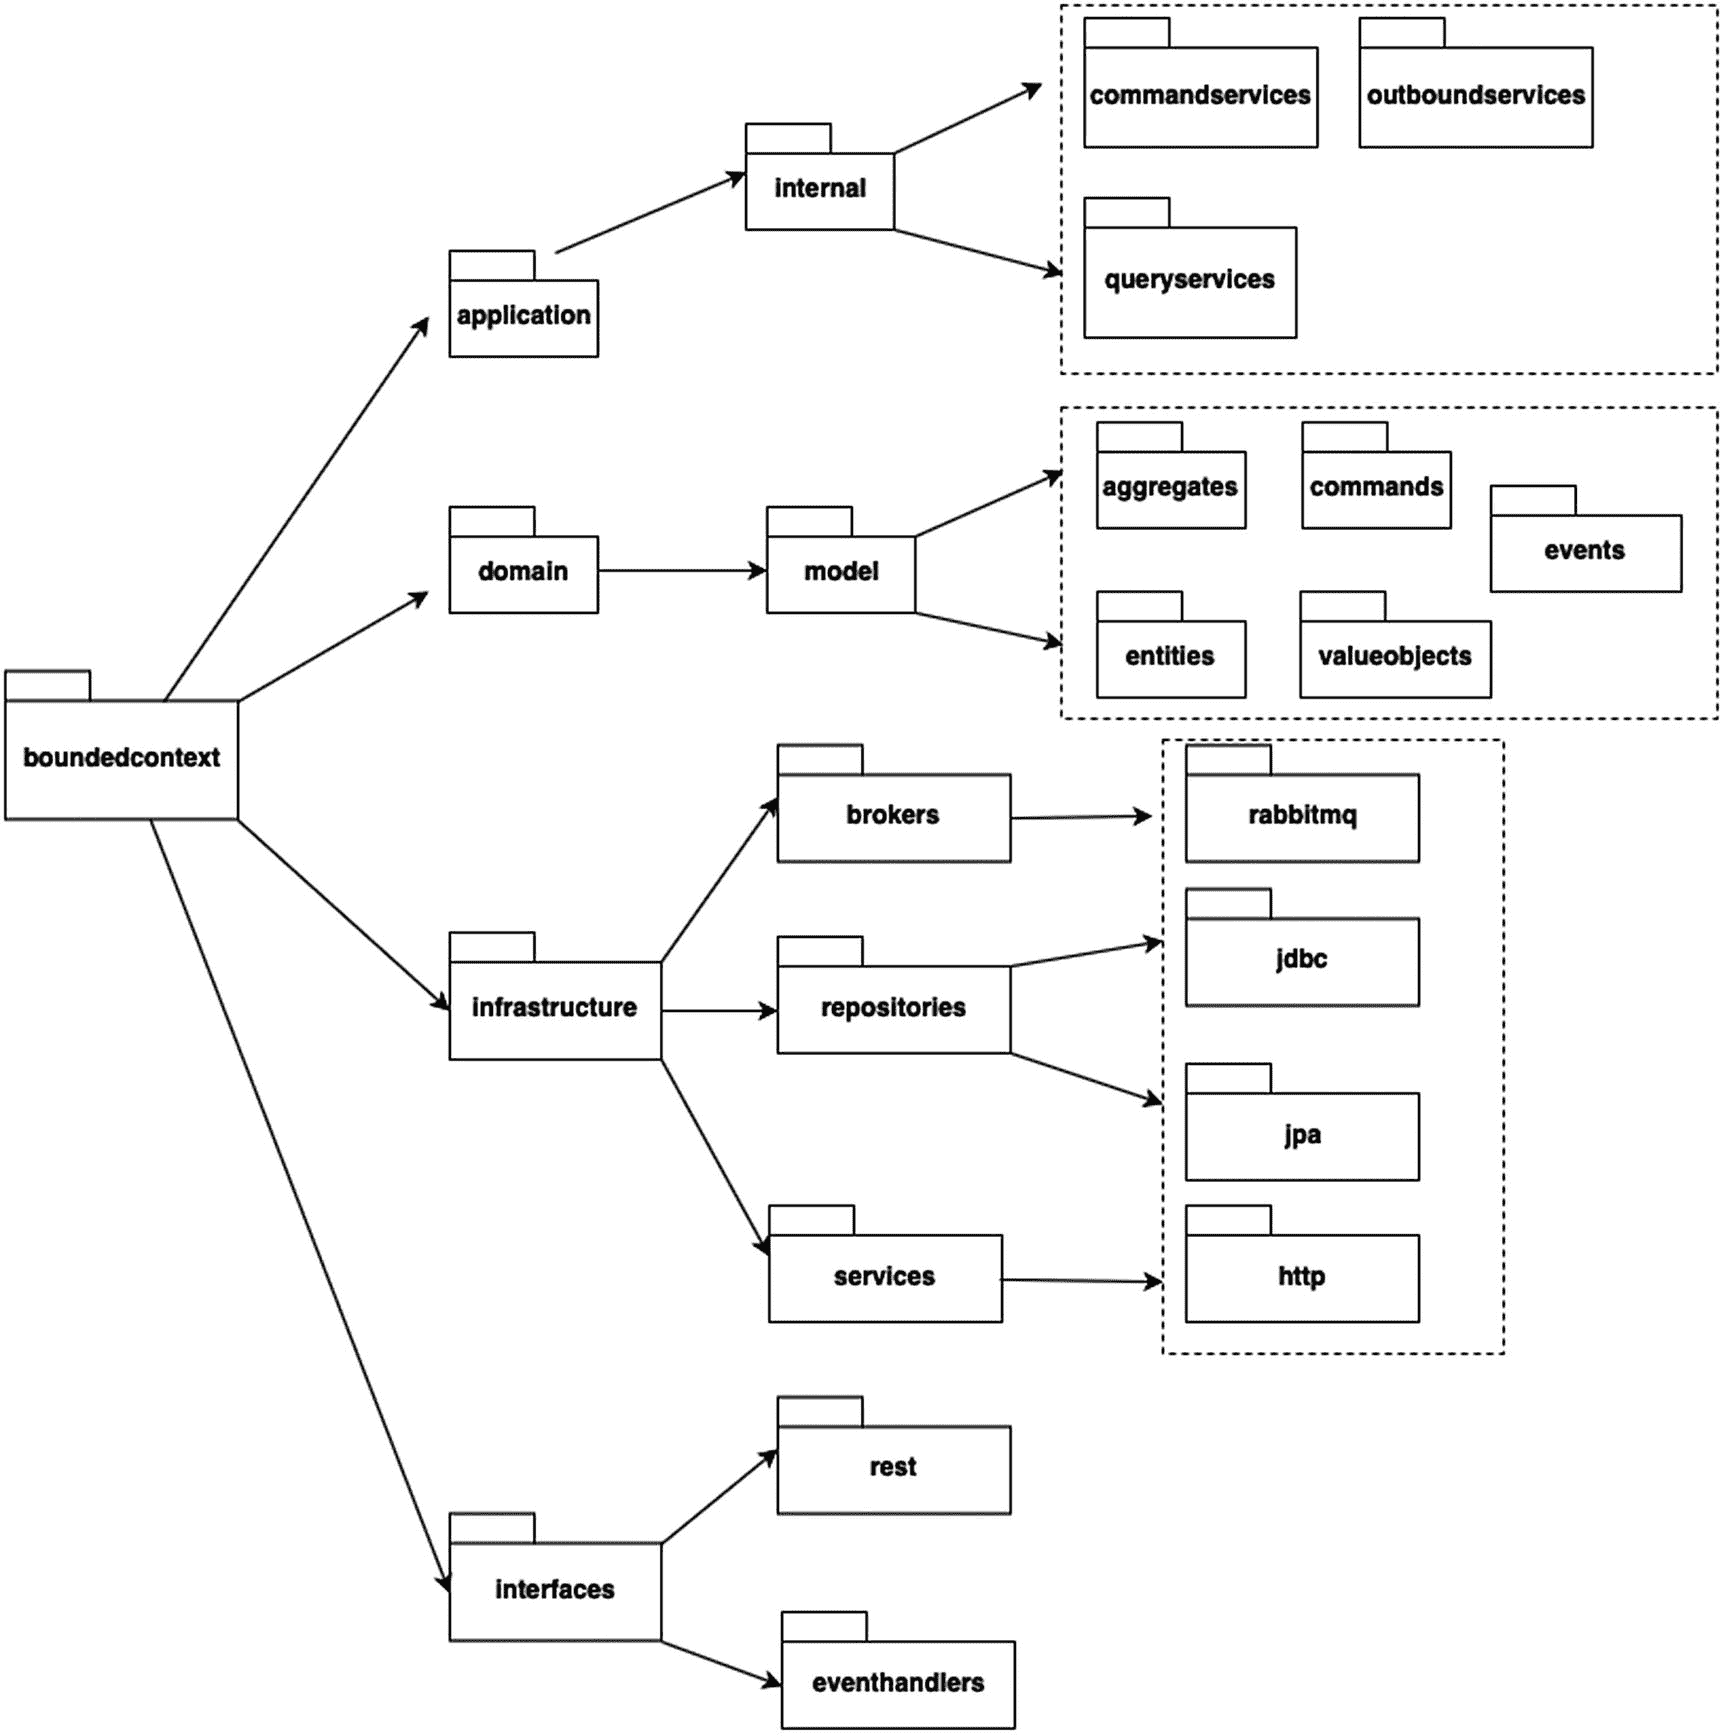 commandservices
outboundservices
internal
queryservices
application
aggregates
commands
events
domain
model
entities
valueobjects
boundedcontext
brokers
rabbitmq
jdbc
infrastructure
repositories
jpa
services
http
rest
interfaces
eventhandlers